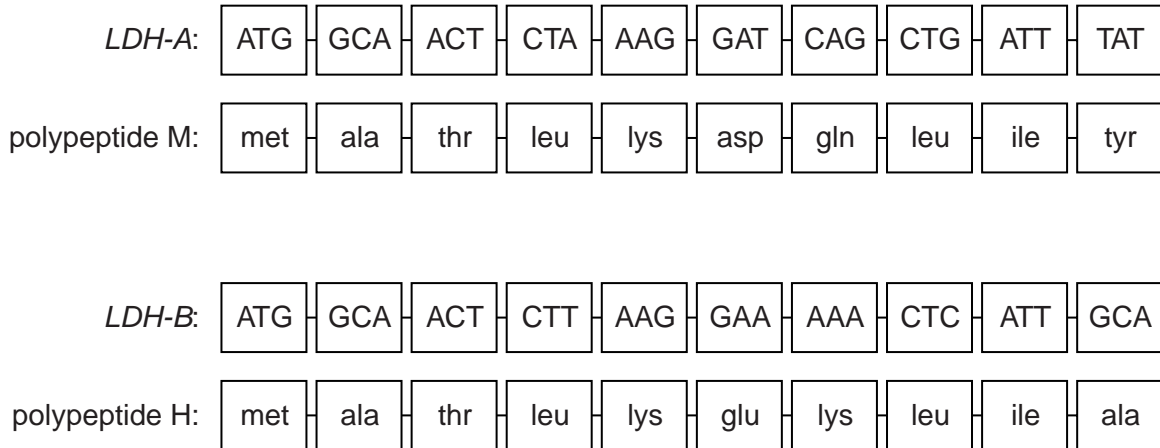 LDH-A: ATG GCA ACT CTA AAG GAT CAG CTG ATT TAT
polypeptide M: met ala thr leu lys asp gln leu ile tyr
LDH-B: ATG GCA ACT CTT AAG GAA AAA CTC ATT GCA
polypeptide H: met ala thr leu lys glu lys leu ile ala